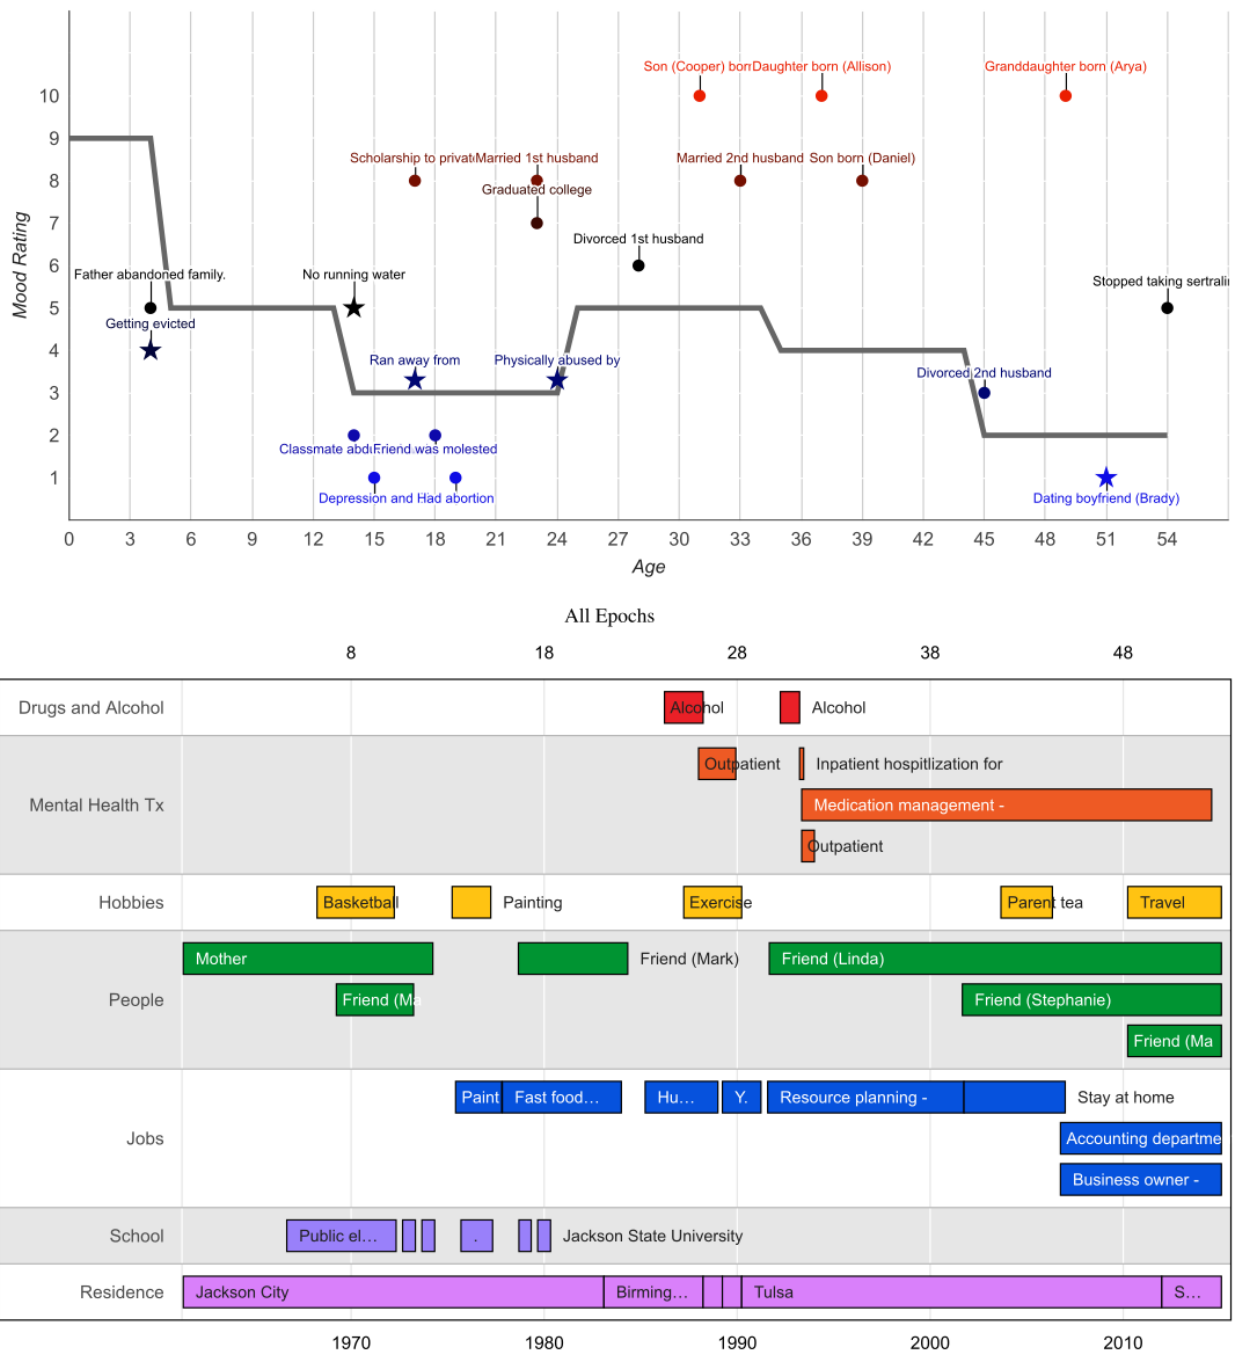 Son (Cooper) born
Daughter born (Allison)
Granddaughter born (Arya)
10
9
Scholarship to privat
Married 1st husband
Married 2nd husband
Son born (Daniel)
8
Graduated college
7
Divorced 1st husband
6
Father abandoned family.
No running water
Stopped taking sertrali
5
Getting evicted
4
Ran away from
Physically abused by
Divorced 2nd husband
3
2
Classmate abdu
Friend was molested
1
Depression and
Had abortion
Dating boyfriend (Brady)
Mood Rating
0 3 6 9 12 15 18 21 24 27 30 33 36 39 42 45 48 51 54
Age
All Epochs
8 18 28 38 48
Drugs and Alcohol
Alcohol
Alcohol
Mental Health Tx
Outpatient
Inpatient hospitlization for
Medication management -
Outpatient
Hobbies
Basketball
Painting
Exercise
Parent tea
Travel
People
Mother
Friend (Mark)
Friend (Linda)
Friend (Ma
Friend (Stephanie)
Friend (Ma
Jobs
Paint
Fast food…
Hu…
Y.
Resource planning -
Stay at home
Accounting departme
Business owner -
School
Public el…
.
Jackson State University
Residence
Jackson City
Birming…
Tulsa
S…
1970 1980 1990 2000 2010